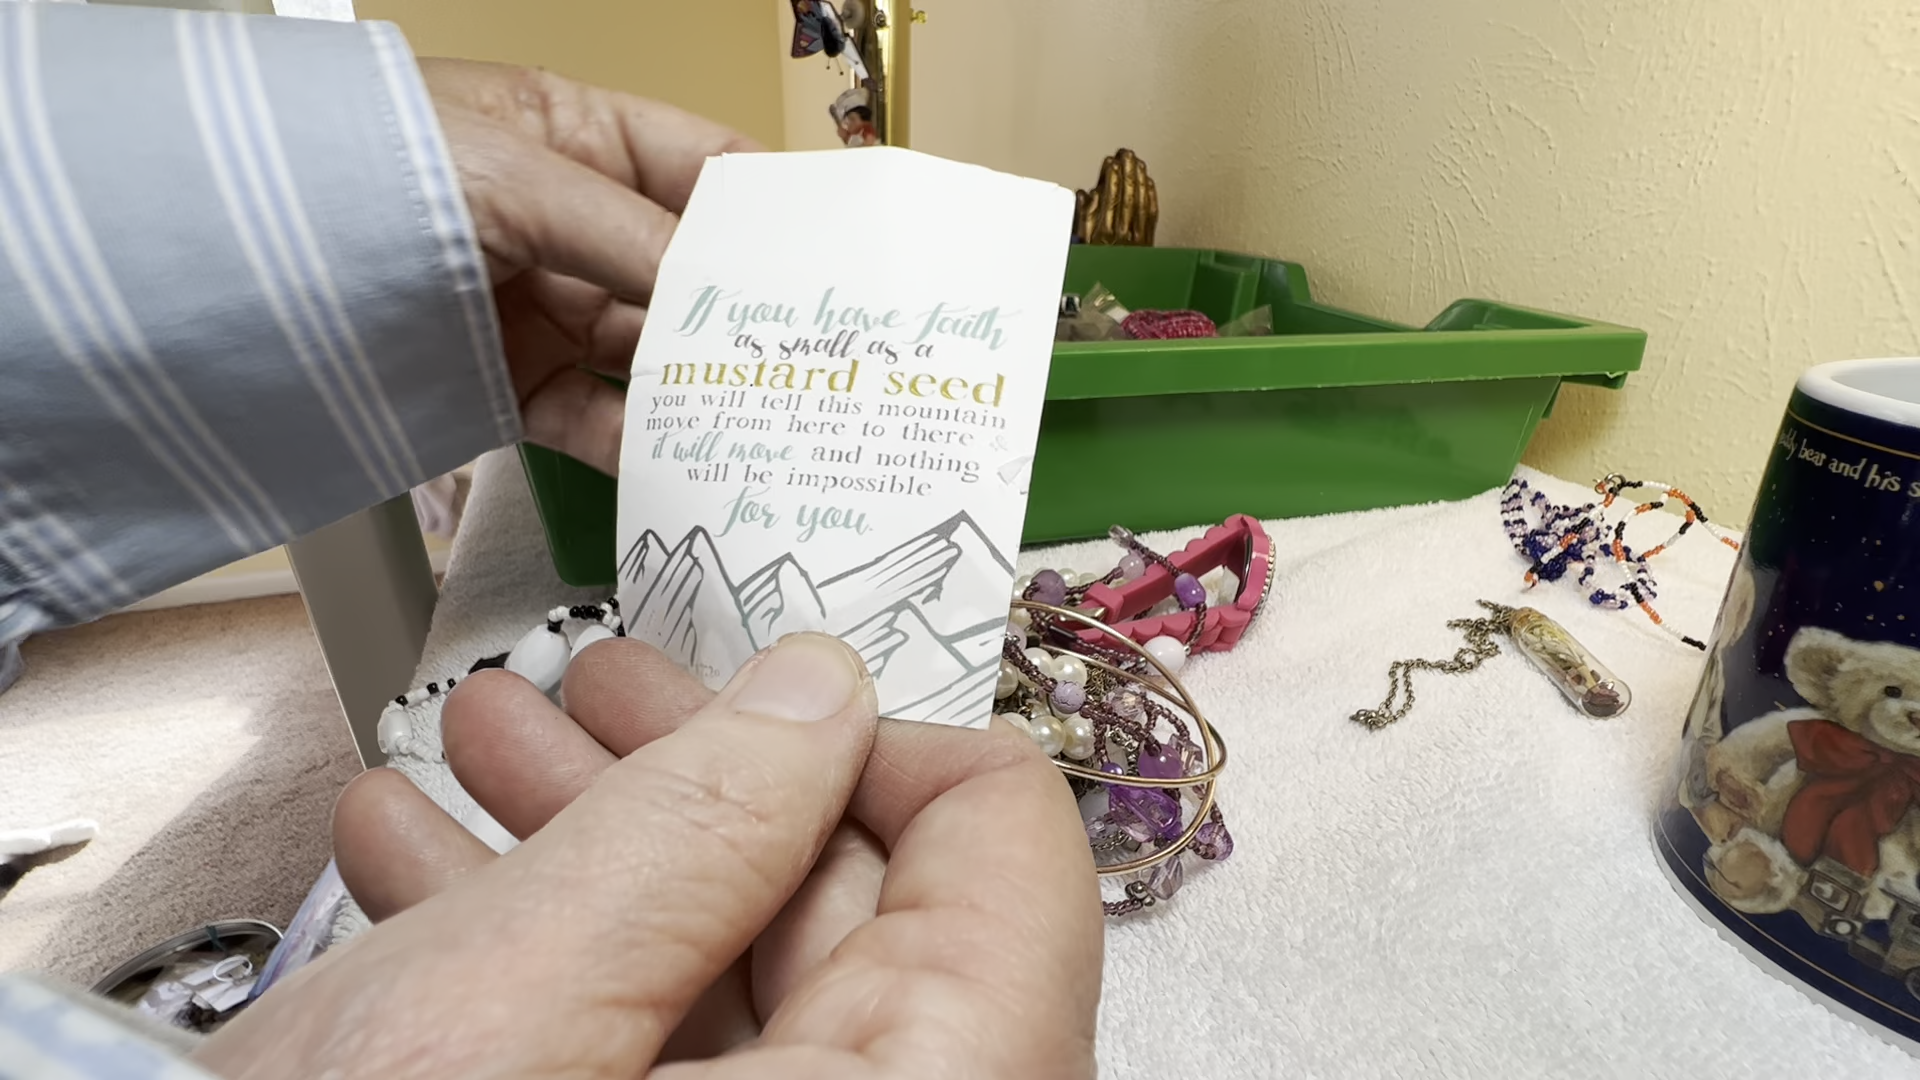 If you have faith
as small as a
mustard seed
you will tell this mountain
move from here to there &
it will move and nothing
will be impossible
for you.
bear and his